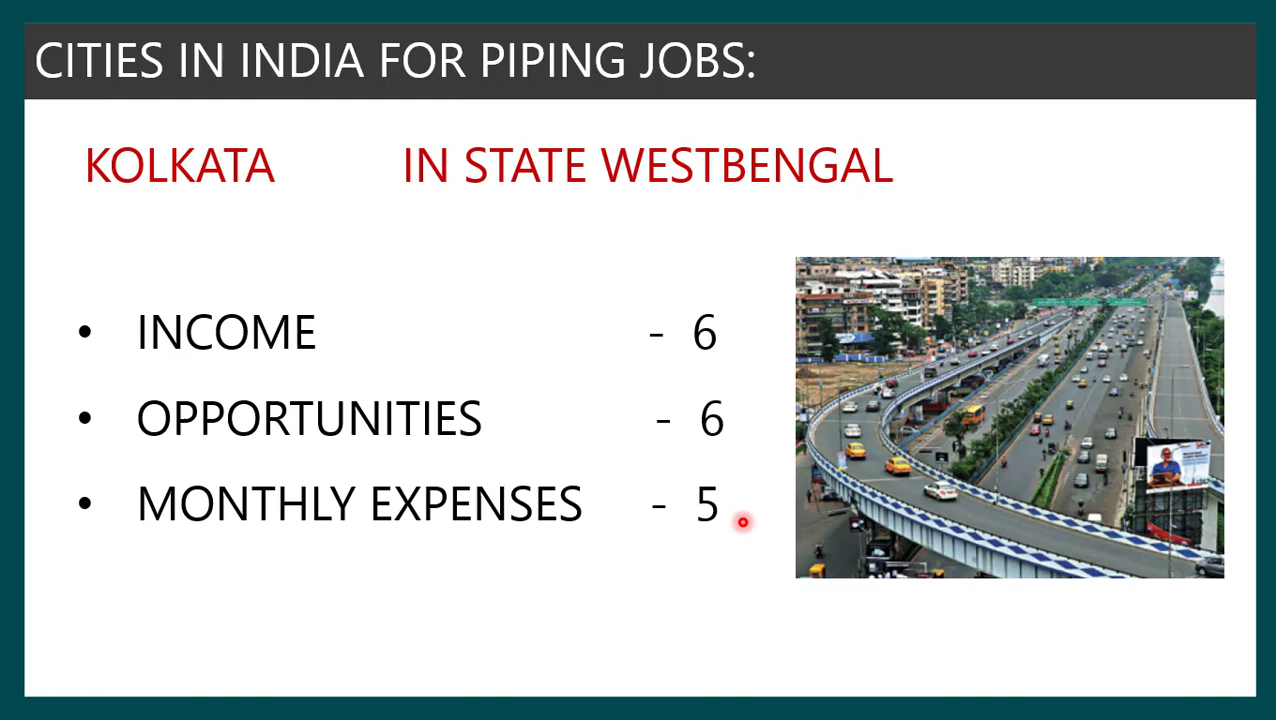 CITIES IN INDIA FOR PIPING JOBS:
KOLKATA IN STATE WESTBENGAL
• INCOME - 6
• OPPORTUNITIES - 6
• MONTHLY EXPENSES - 5